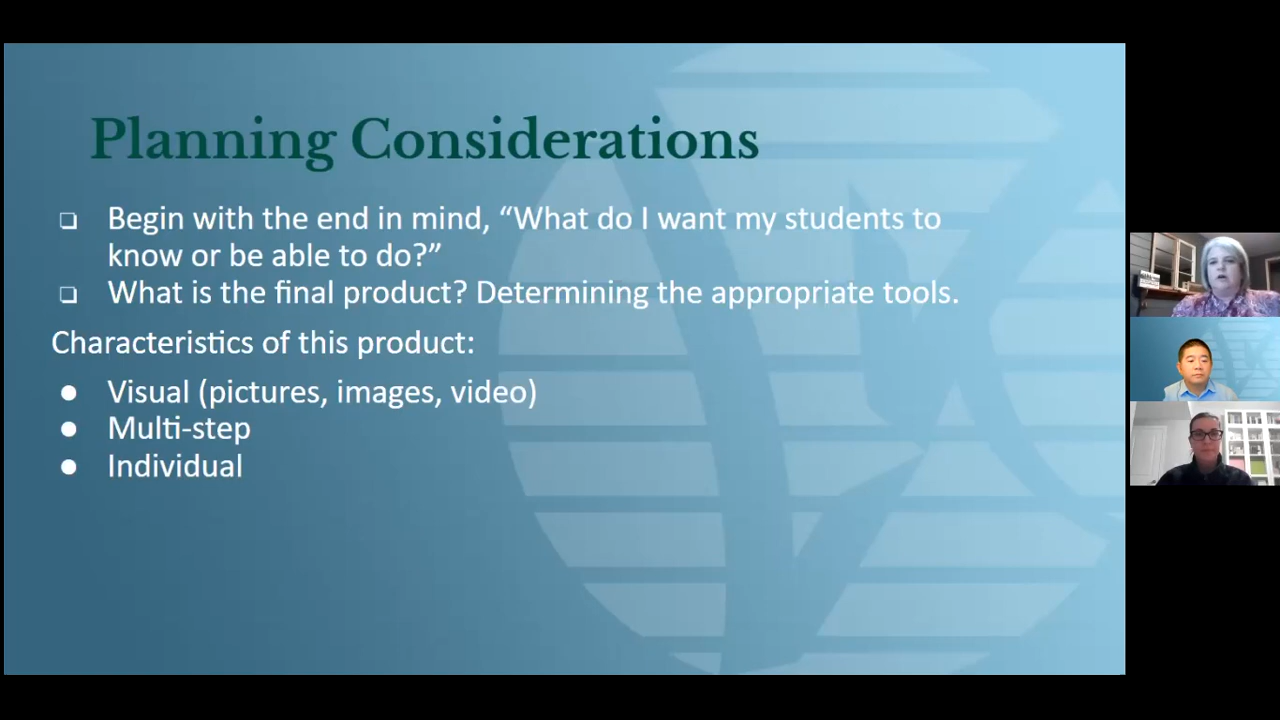 Planning Considerations
❏ Begin with the end in mind, “What do I want my students to
know or be able to do?”
❏ What is the final product? Determining the appropriate tools.
Characteristics of this product:
● Visual (pictures, images, video)
● Multi-step
● Individual